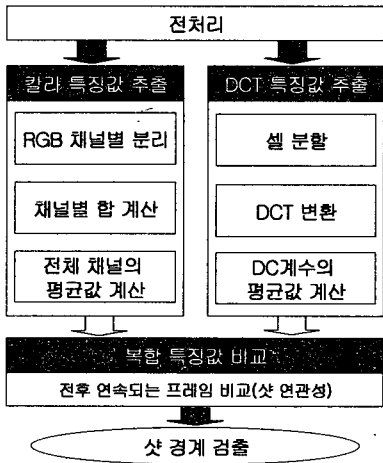 전처리
칼라 특징값 추출
RGB 채널별 분리
채널별 합 계산
전체 채널의
평균값 계산
DCT 특징값 추출
셀 분할
DCT 변환
DC계수의
평균값 계산
복합 특징값 비교
전후 연속되는 프레임 비교(샷 연관성)
샷 경계 검출